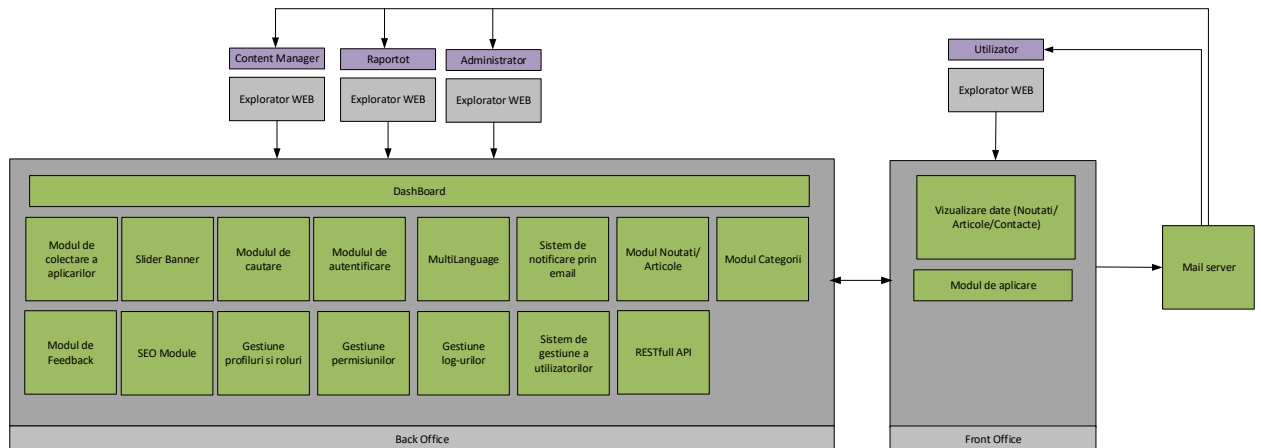 Content Manager
Raportot
Administrator
Utilizator
Explorator WEB
Explorator WEB
Explorator WEB
Explorator WEB
DashBoard
Modul de
colectare a
aplicarilor
Slider Banner
Modulul de
cautare
Modulul de
autentificare
MultiLanguage
Sistem de
notificare prin
email
Modul Noutati/
Articole
Modul Categorii
Modul de
Feedback
SEO Module
Gestiune
profiluri si roluri
Gestiune
permisiunilor
Gestiune
log-urilor
Sistem de
gestiune a
utilizatorilor
RESTfull API
Back Office
Vizualizare date (Noutati/
Articole/Contacte)
Modul de aplicare
Front Office
Mail server